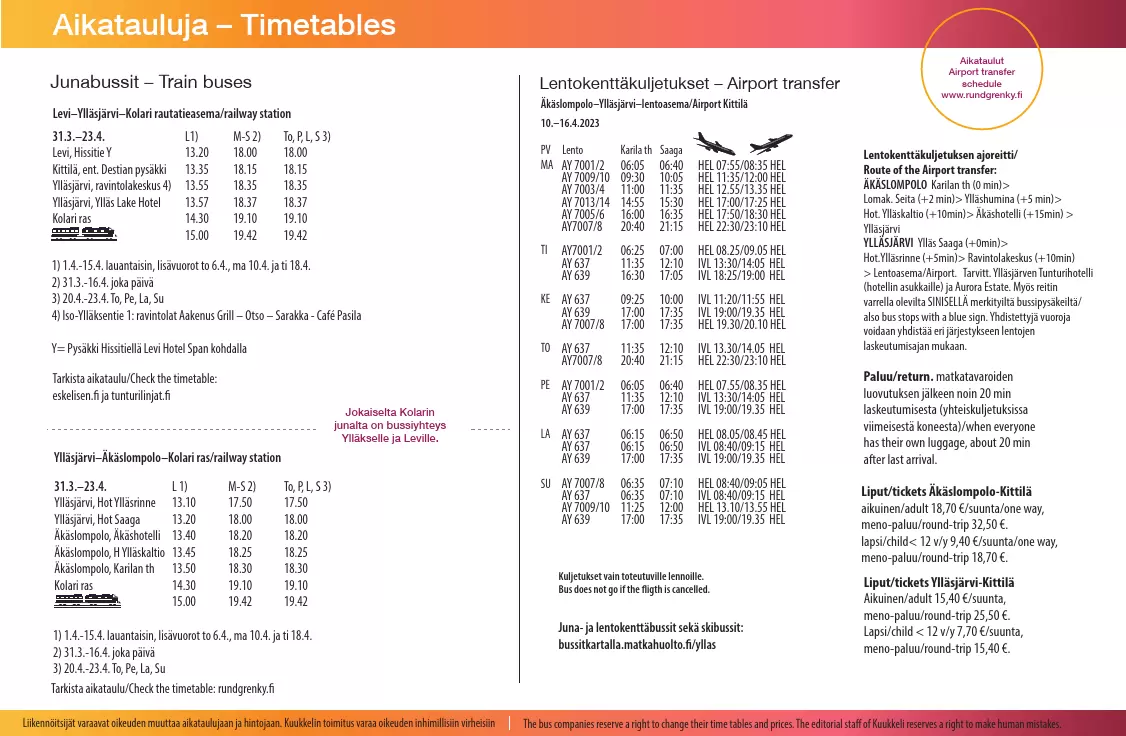 Aikatauluja – Timetables
Aikataulut
Airport transfer
schedule
www.rundgrenky.fi
Junabussit – Train buses
Levi–Ylläsjärvi–Kolari rautatieasema/railway station
31.3.–23.4. L1) M-S 2) To, P, L, S 3)
Levi, Hissitie Y 13.20 18.00 18.00
Kittilä, ent. Destian pysäkki 13.35 18.15 18.15
Ylläsjärvi, ravintolakeskus 4) 13.55 18.35 18.35
Ylläsjärvi, Ylläs Lake Hotel 13.57 18.37 18.37
Kolari ras 14.30 19.10 19.10
15.00 19.42 19.42
1) 1.4.-15.4. lauantaisin, lisävuorot to 6.4., ma 10.4. ja ti 18.4.
2) 31.3.-16.4. joka päivä
3) 20.4.-23.4. To, Pe, La, Su
4) Iso-Ylläksentie 1: ravintolat Aakenus Grill – Otso – Sarakka - Café Pasila
Y= Pysäkki Hissitiellä Levi Hotel Span kohdalla
Tarkista aikataulu/Check the timetable:
eskelisen.fi ja tunturilinjat.fi
Jokaiselta Kolarin
junalta on bussiyhteys
Ylläkselle ja Leville.
Ylläsjärvi–Äkäslompolo–Kolari ras/railway station
31.3.–23.4. L 1) M-S 2) To, P, L, S 3)
Ylläsjärvi, Hot Ylläsrinne 13.10 17.50 17.50
Ylläsjärvi, Hot Saaga 13.20 18.00 18.00
Äkäslompolo, Äkäshotelli 13.40 18.20 18.20
Äkäslompolo, H Ylläskaltio 13.45 18.25 18.25
Äkäslompolo, Karilan th 13.50 18.30 18.30
Kolari ras 14.30 19.10 19.10
15.00 19.42 19.42
1) 1.4.-15.4. lauantaisin, lisävuorot to 6.4., ma 10.4. ja ti 18.4.
2) 31.3.-16.4. joka päivä
3) 20.4.-23.4. To, Pe, La, Su
Tarkista aikataulu/Check the timetable: rundgrenky.fi
Lentokenttäkuljetukset – Airport transfer
Äkäslompolo–Ylläsjärvi–lentoasema/Airport Kittilä
10.–16.4.2023
PV Lento Karila th Saaga
MA AY 7001/2 06:05 06:40 HEL 07:55/08:35 HEL
AY 7009/10 09:30 10:05 HEL 11:35/12:00 HEL
AY 7003/4 11:00 11:35 HEL 12.55/13.35 HEL
AY 7013/14 14:55 15:30 HEL 17:00/17:25 HEL
AY 7005/6 16:00 16:35 HEL 17:50/18:30 HEL
AY7007/8 20:40 21:15 HEL 22:30/23:10 HEL
TI AY7001/2 06:25 07:00 HEL 08.25/09.05 HEL
AY 637 11:35 12:10 IVL 13:30/14:05 HEL
AY 639 16:30 17:05 IVL 18:25/19:00 HEL
KE AY 637 09:25 10:00 IVL 11:20/11:55 HEL
AY 639 17:00 17:35 IVL 19:00/19.35 HEL
AY 7007/8 17:00 17:35 HEL 19.30/20.10 HEL
TO AY 637 11:35 12:10 IVL 13.30/14.05 HEL
AY7007/8 20:40 21:15 HEL 22:30/23:10 HEL
PE AY 7001/2 06:05 06:40 HEL 07.55/08.35 HEL
AY 637 11:35 12:10 IVL 13:30/14:05 HEL
AY 639 17:00 17:35 IVL 19:00/19.35 HEL
LA AY 637 06:15 06:50 HEL 08.05/08.45 HEL
AY 637 06:15 06:50 IVL 08:40/09:15 HEL
AY 639 17:00 17:35 IVL 19:00/19.35 HEL
SU AY 7007/8 06:35 07:10 HEL 08:40/09:05 HEL
AY 637 06:35 07:10 IVL 08:40/09:15 HEL
AY 7009/10 11:25 12:00 HEL 13.10/13.55 HEL
AY 639 17:00 17:35 IVL 19:00/19.35 HEL
Kuljetukset vain toteutuville lennoille.
Bus does not go if the fligth is cancelled.
Juna- ja lentokenttäbussit sekä skibussit:
bussitkartalla.matkahuolto.fi/yllas
Lentokenttäkuljetuksen ajoreitti/
Route of the Airport transfer:
ÄKÄSLOMPOLO Karilan th (0 min)>
Lomak. Seita (+2 min)> Ylläshumina (+5 min)>
Hot. Ylläskaltio (+10min)> Äkäshotelli (+15min) >
Ylläsjärvi
YLLÄSJÄRVI Ylläs Saaga (+0min)>
Hot.Ylläsrinne (+5min)> Ravintolakeskus (+10min)
> Lentoasema/Airport. Tarvitt. Ylläsjärven Tunturihotelli
(hotellin asukkaille) ja Aurora Estate. Myös reitin
varrella olevilta SINISELLÄ merkityiltä bussipysäkeiltä/
also bus stops with a blue sign. Yhdistettyjä vuoroja
voidaan yhdistää eri järjestykseen lentojen
laskeutumisajan mukaan.
Paluu/return. matkatavaroiden
luovutuksen jälkeen noin 20 min
laskeutumisesta (yhteiskuljetuksissa
viimeisestä koneesta)/when everyone
has their own luggage, about 20 min
after last arrival.
Liput/tickets Äkäslompolo-Kittilä
aikuinen/adult 18,70 €/suunta/one way,
meno-paluu/round-trip 32,50 €.
lapsi/child< 12 v/y 9,40 €/suunta/one way,
meno-paluu/round-trip 18,70 €.
Liput/tickets Ylläsjärvi-Kittilä
Aikuinen/adult 15,40 €/suunta,
meno-paluu/round-trip 25,50 €.
Lapsi/child < 12 v/y 7,70 €/suunta,
meno-paluu/round-trip 15,40 €.
Liikennöitsijät varaavat oikeuden muuttaa aikataulujaan ja hintojaan. Kuukkelin toimitus varaa oikeuden inhimillisiin virheisiin
The bus companies reserve a right to change their time tables and prices. The editorial staff of Kuukkeli reserves a right to make human mistakes.